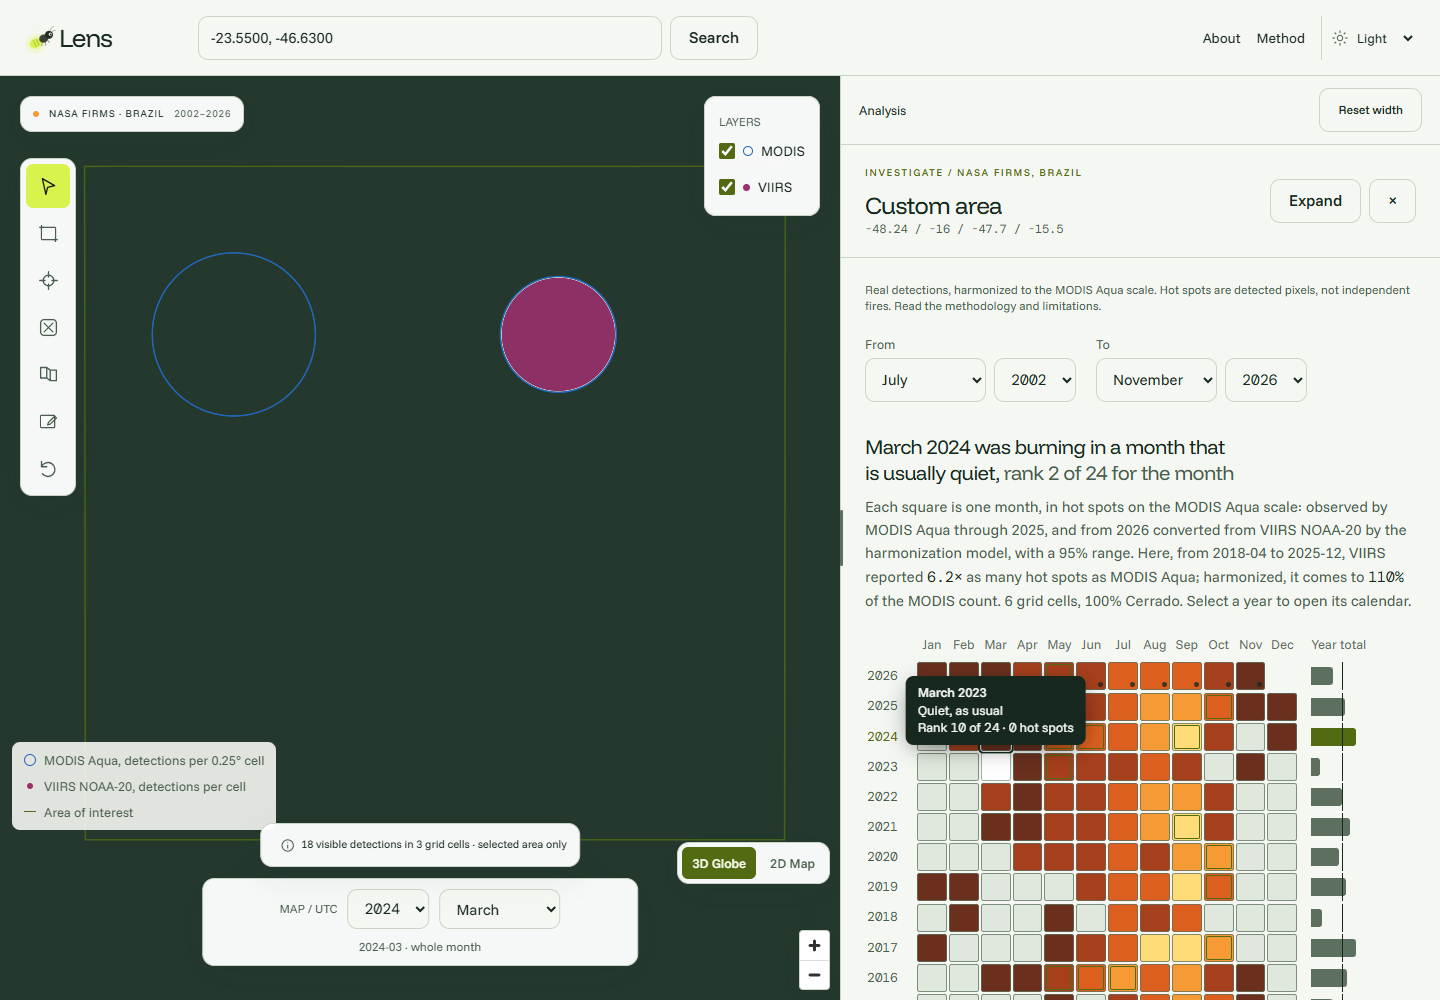 Lens
-23.5500, -46.6300
Search
About
Method
Light
NASA FIRMS · BRAZIL 2002–2026
LAYERS
MODIS
VIIRS
MODIS Aqua, detections per 0.25° cell
VIIRS NOAA-20, detections per cell
Area of interest
18 visible detections in 3 grid cells · selected area only
3D Globe
2D Map
MAP / UTC
2024
March
2024-03 · whole month
+
−
Analysis
Reset width
INVESTIGATE / NASA FIRMS, BRAZIL
Custom area
-48.24 / -16 / -47.7 / -15.5
Expand
×
Real detections, harmonized to the MODIS Aqua scale. Hot spots are detected pixels, not independent
fires. Read the methodology and limitations.
From
To
July
2002
November
2026
March 2024 was burning in a month that
is usually quiet, rank 2 of 24 for the month
Each square is one month, in hot spots on the MODIS Aqua scale: observed by
MODIS Aqua through 2025, and from 2026 converted from VIIRS NOAA-20 by the
harmonization model, with a 95% range. Here, from 2018-04 to 2025-12, VIIRS
reported 6.2× as many hot spots as MODIS Aqua; harmonized, it comes to 110%
of the MODIS count. 6 grid cells, 100% Cerrado. Select a year to open its calendar.
Jan Feb Mar Apr May Jun Jul Aug Sep Oct Nov Dec Year total
2026
March 2023
Quiet, as usual
Rank 10 of 24 · 0 hot spots
2025
2024
2023
2022
2021
2020
2019
2018
2017
2016